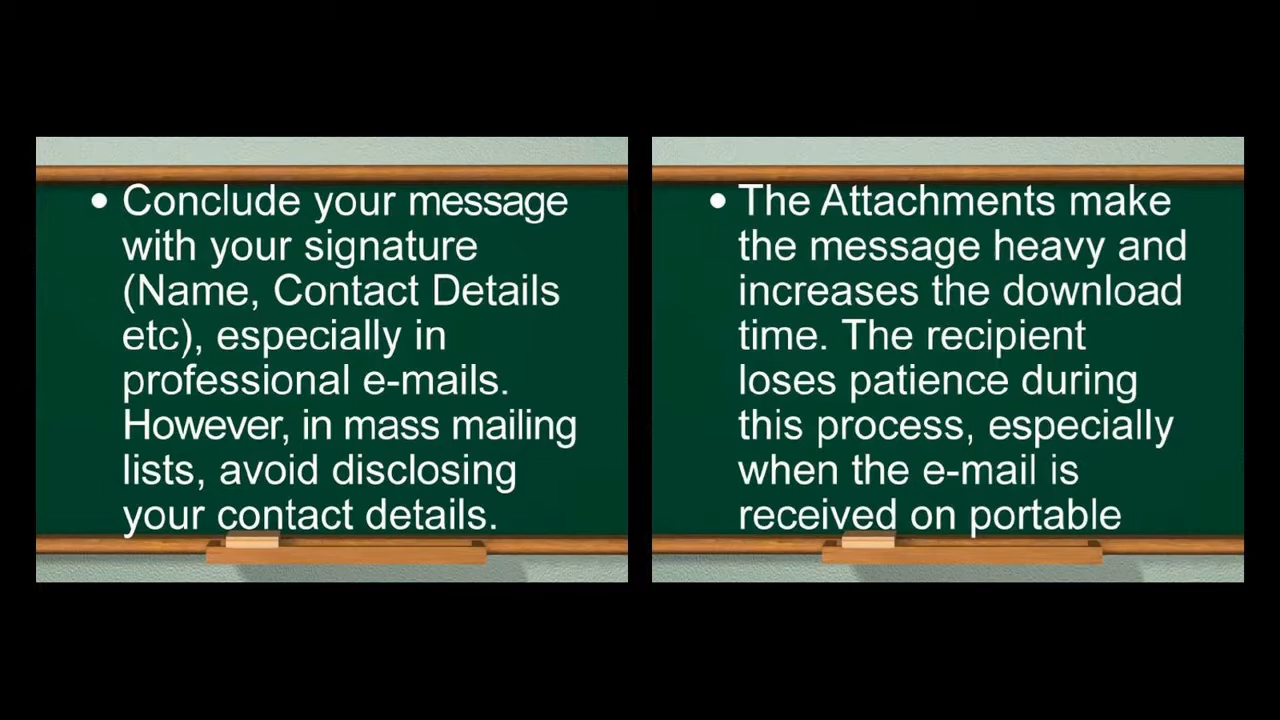 • Conclude your message
with your signature
(Name, Contact Details
etc), especially in
professional e-mails.
However, in mass mailing
lists, avoid disclosing
your contact details.
• The Attachments make
the message heavy and
increases the download
time. The recipient
loses patience during
this process, especially
when the e-mail is
received on portable